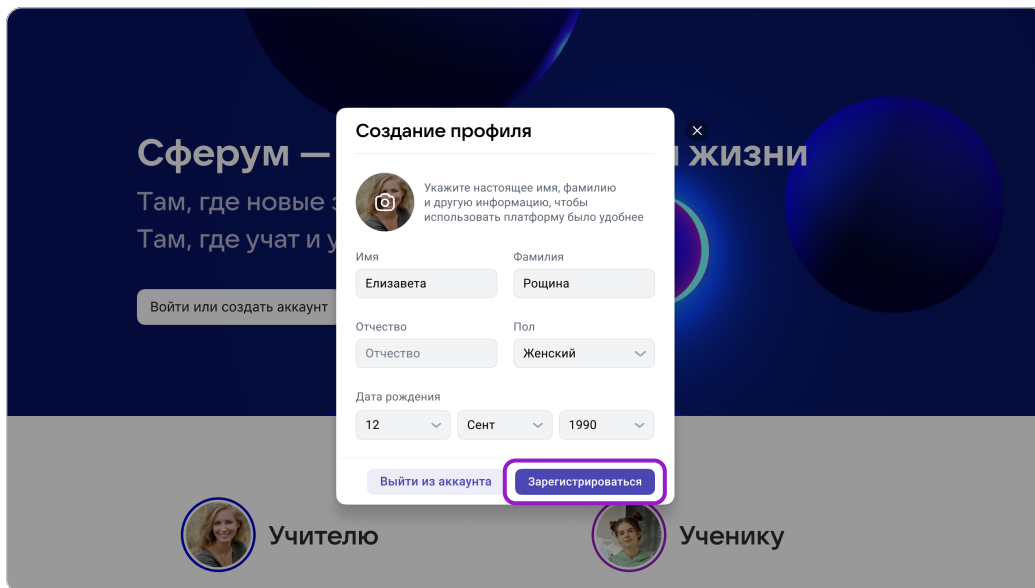 Создание профиля
Сферум —
жизни
Там, где новые
Там, где учат и у
Войти или создать аккаунт
Укажите настоящее имя, фамилию
и другую информацию, чтобы
использовать платформу было удобнее
Имя
Фамилия
Елизавета
Рощина
Отчество
Пол
Отчество
Женский
Дата рождения
12
Сент
1990
Выйти из аккаунта
Зарегистрироваться
Учителю
Ученику